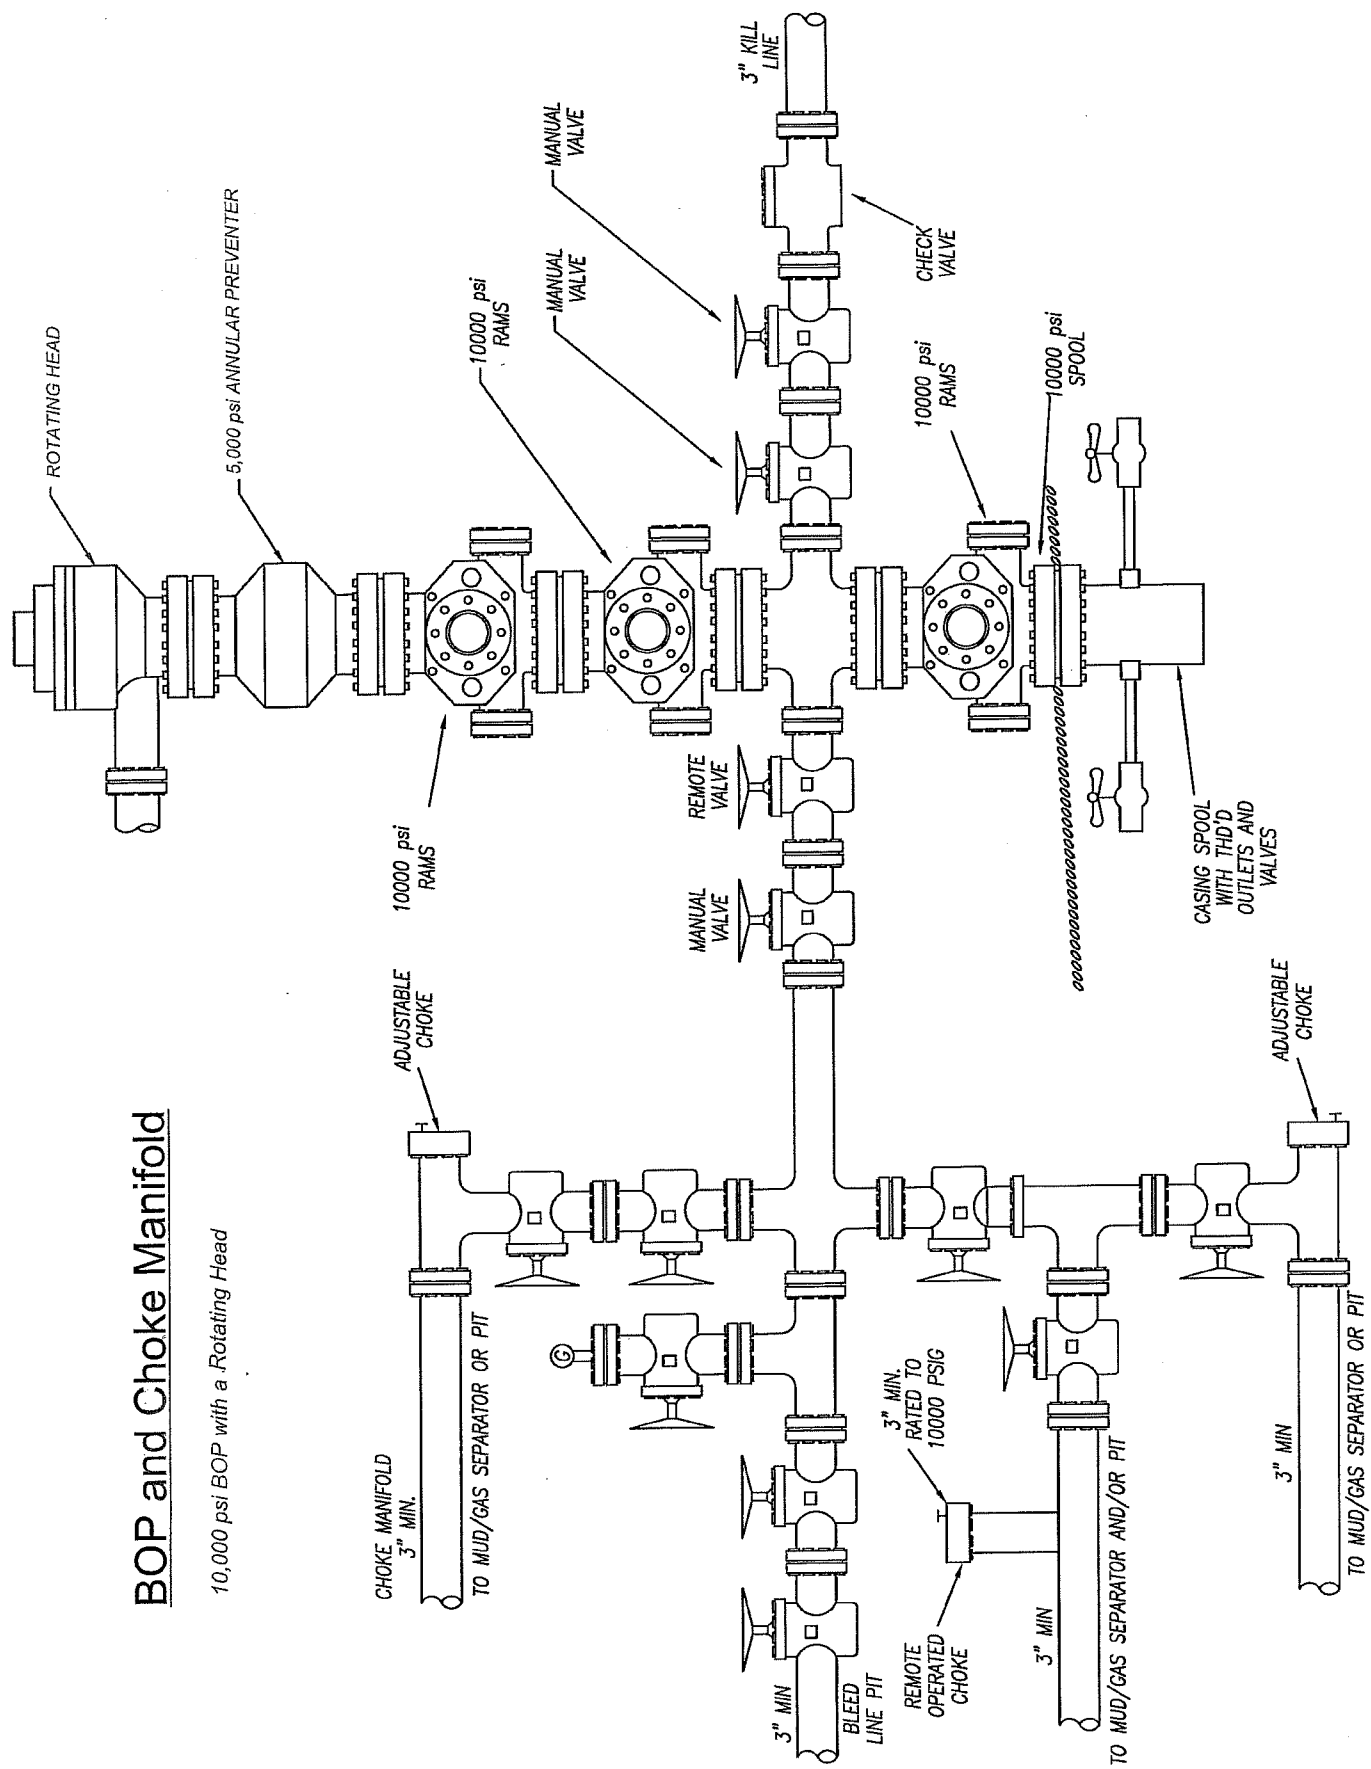 BOP and Choke Manifold
10,000 psi BOP with a Rotating Head
ROTATING HEAD
5,000 psi ANNULAR PREVENTER
10000 psi
RAMS
10000 psi
RAMS
MANUAL
VALVE
MANUAL
VALVE
3" KILL
LINE
CHECK
VALVE
REMOTE
VALVE
MANUAL
VALVE
10000 psi
RAMS
10000 psi
SPOOL
CASING SPOOL
WITH THD'D
OUTLETS AND
VALVES
ADJUSTABLE
CHOKE
CHOKE MANIFOLD
3" MIN.
TO MUD/GAS SEPARATOR OR PIT
G
3" MIN
BLEED
LINE PIT
3" MIN.
RATED TO
10000 PSIG
REMOTE
OPERATED
CHOKE
3" MIN
TO MUD/GAS SEPARATOR AND/OR PIT
ADJUSTABLE
CHOKE
3" MIN
TO MUD/GAS SEPARATOR OR PIT